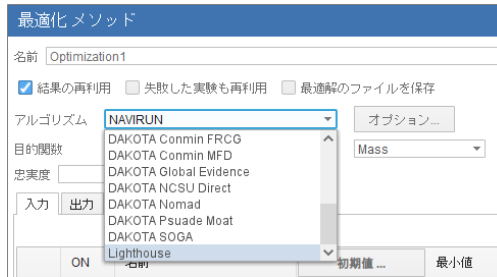 最適化 メソッド
名前 Optimization1
結果の再利用 失敗した実験も再利用 最適解のファイルを保存
アルゴリズム NAVIRUN オプション...
DAKOTA Conmin FRCG
目的関数 DAKOTA Conmin MFD Mass
DAKOTA Global Evidence
忠実度 DAKOTA NCSU Direct
DAKOTA Nomad
入力 出力 DAKOTA Psuade Moat
DAKOTA SOGA
Lighthouse
ON 名前 初期値 ... 最小値